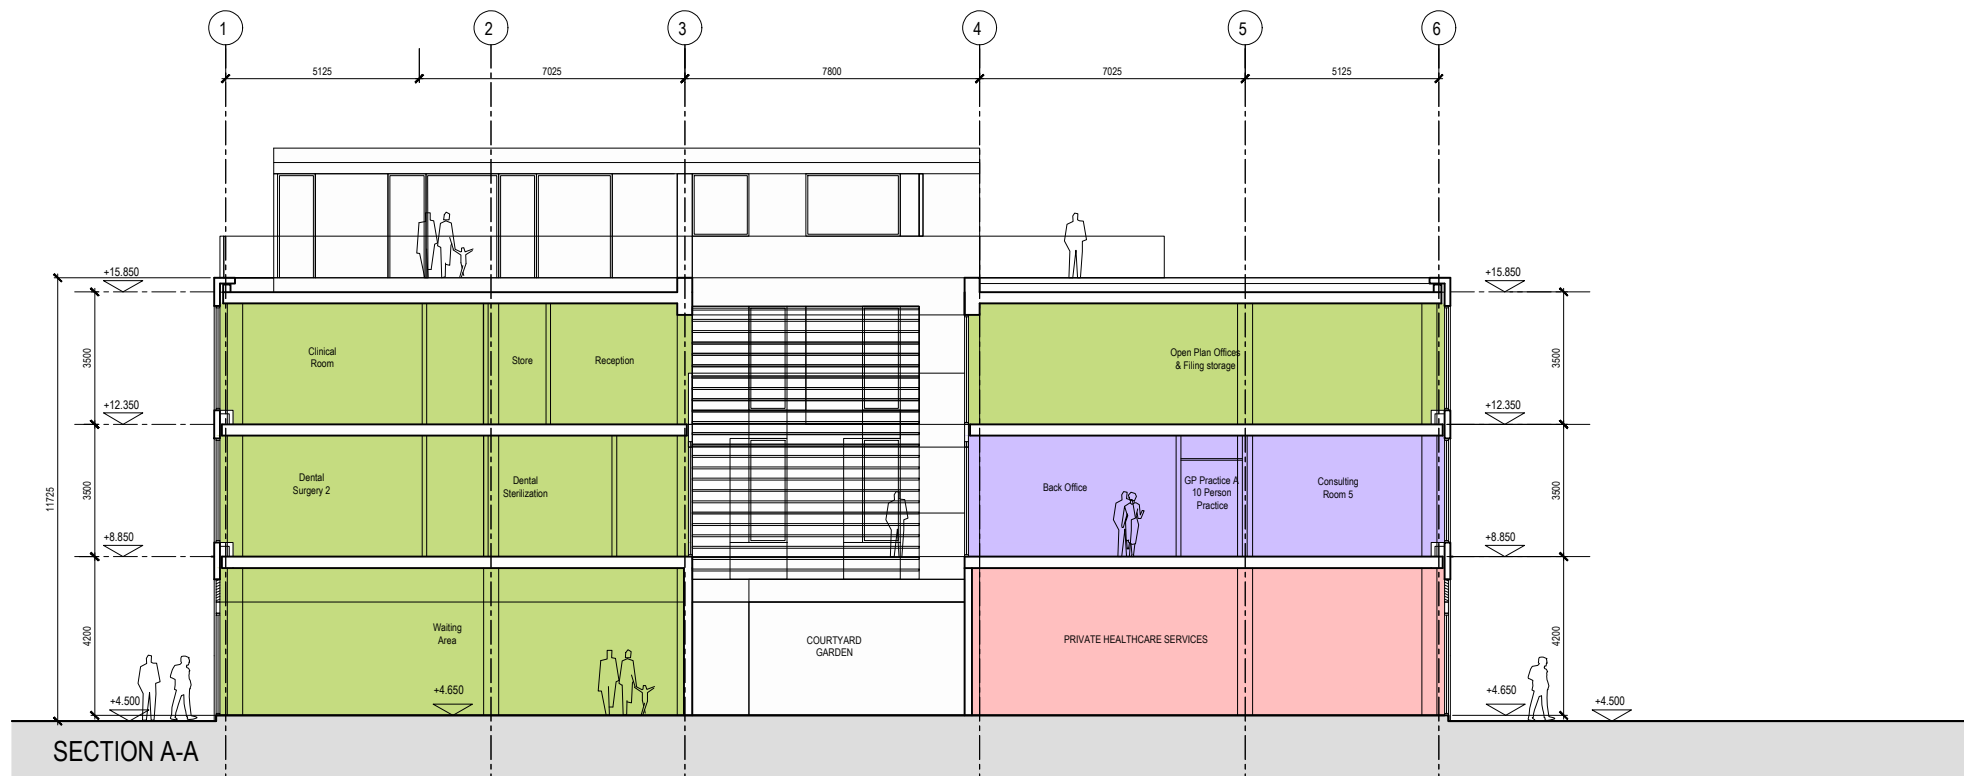 1 2 3 4 5 6
5125 7025 7800 7025 5125
+15.850 +15.850
3500 Clinical
Room
Store
Reception
Open Plan Offices
& Filing storage
3500
+12.350 +12.350
11725
3500
Dental
Surgery 2
Dental
Sterilization
Back Office
GP Practice A
10 Person
Practice
Consulting
Room 5
3500
+8.850 +8.850
4200
Waiting
Area
COURTYARD
GARDEN
PRIVATE HEALTHCARE SERVICES
4200
+4.500 +4.650 +4.650 +4.500
SECTION A-A